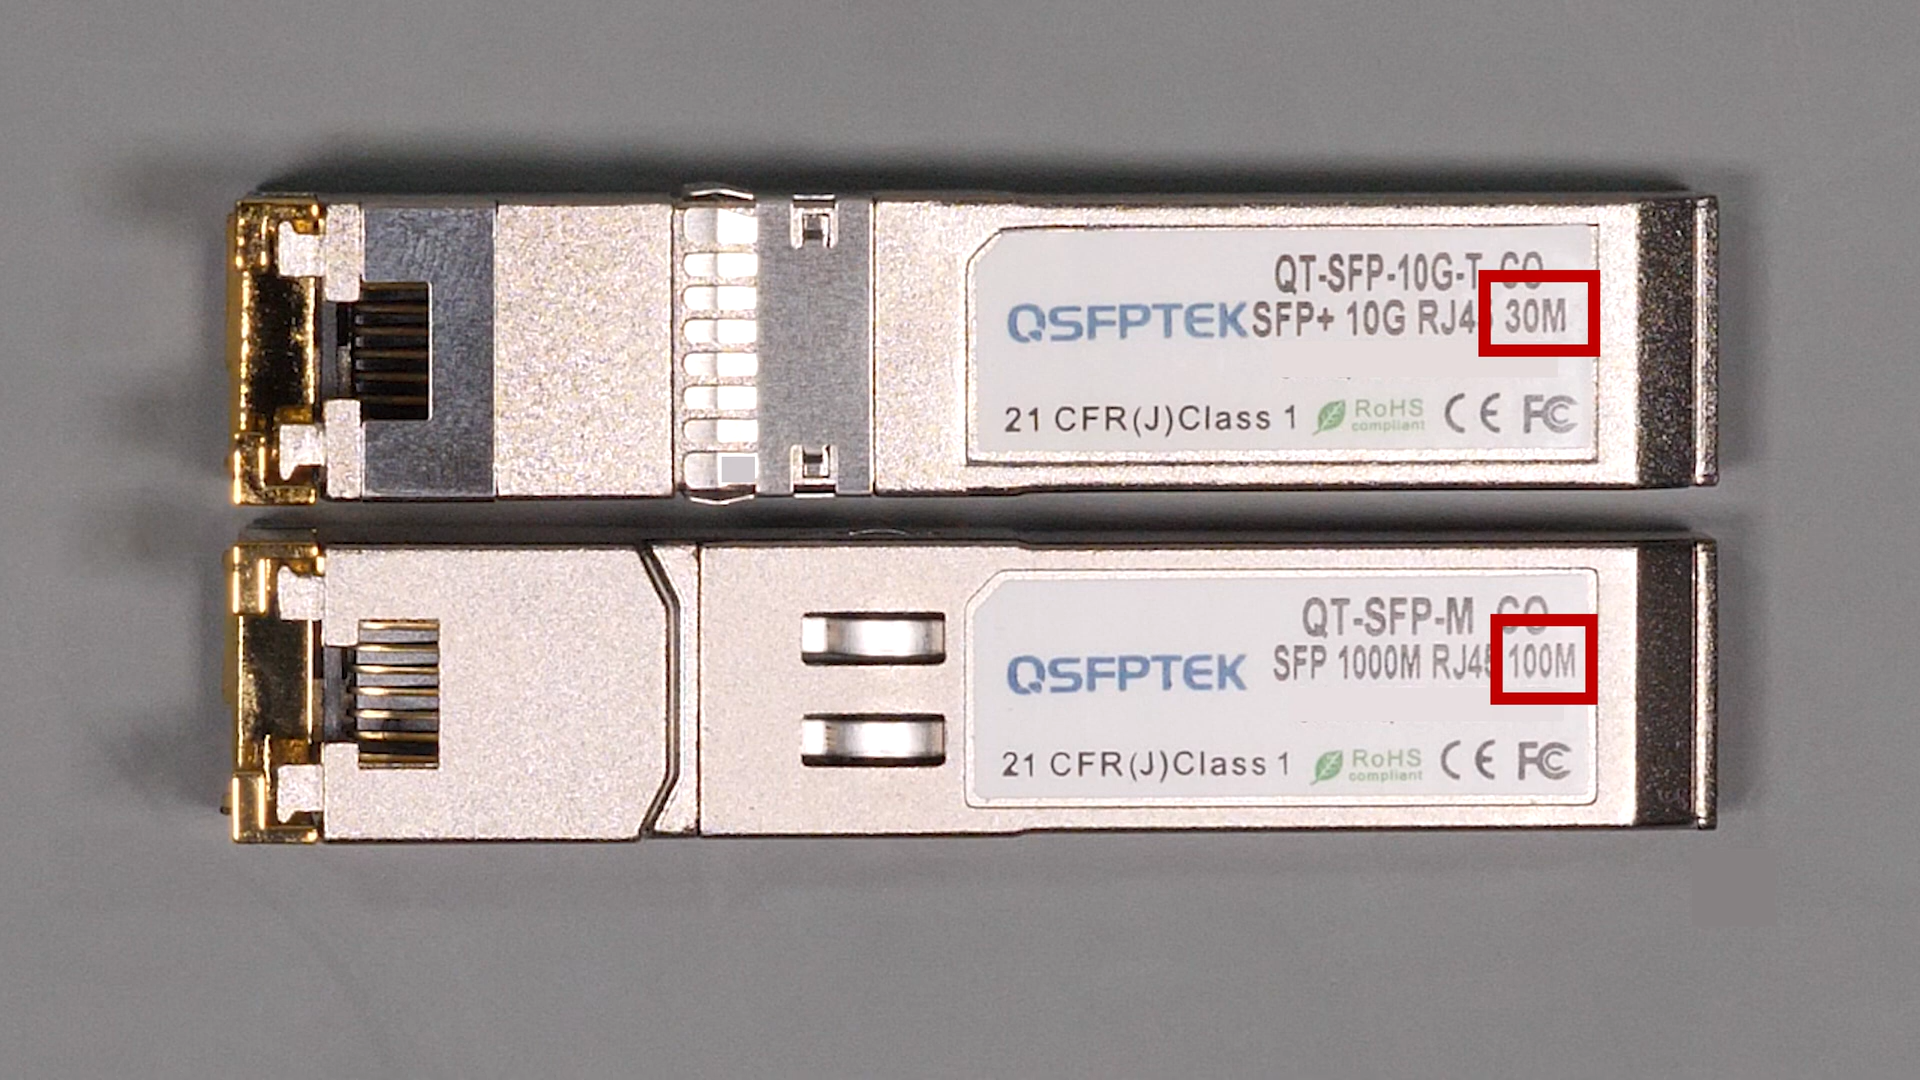 QT-SFP-10G-T CO
QSFPTEK SFP+ 10G RJ45 30M
21 CFR(J)Class 1 RoHS compliant CE FC
QT-SFP-M CO
QSFPTEK SFP 1000M RJ45 100M
21 CFR(J)Class 1 RoHS compliant CE FC